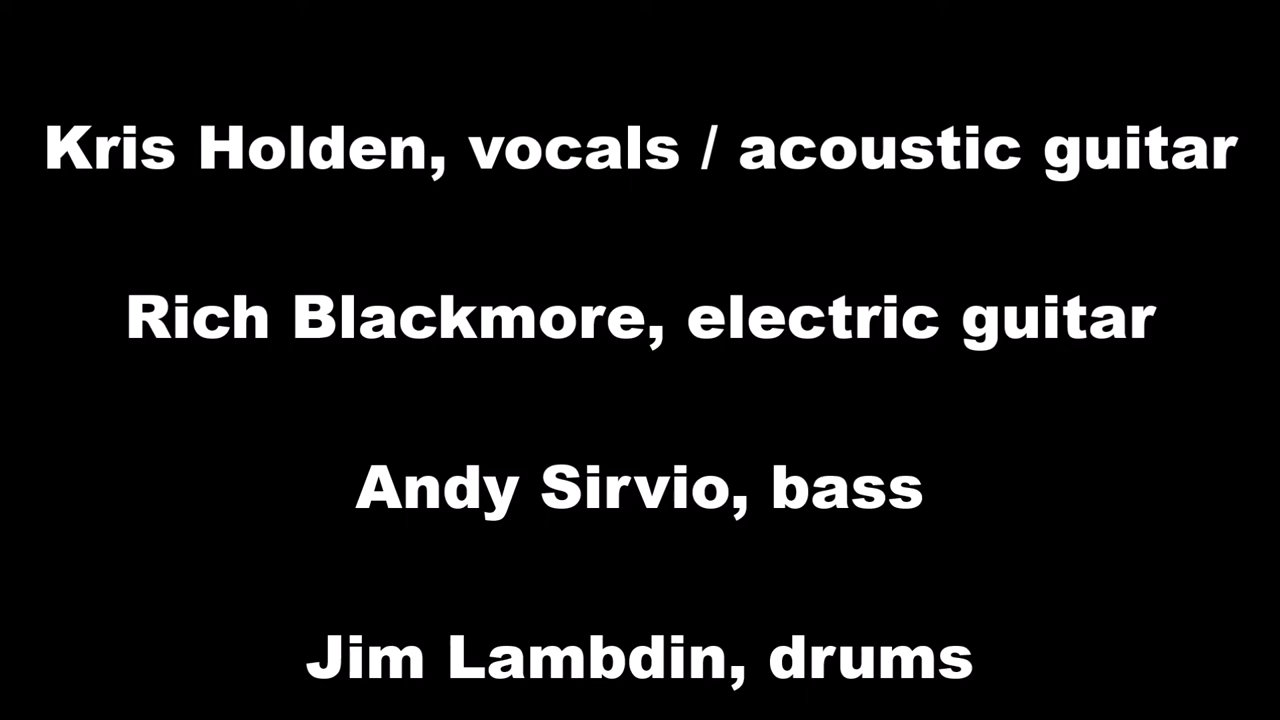 Kris Holden, vocals / acoustic guitar
Rich Blackmore, electric guitar
Andy Sirvio, bass
Jim Lambdin, drums